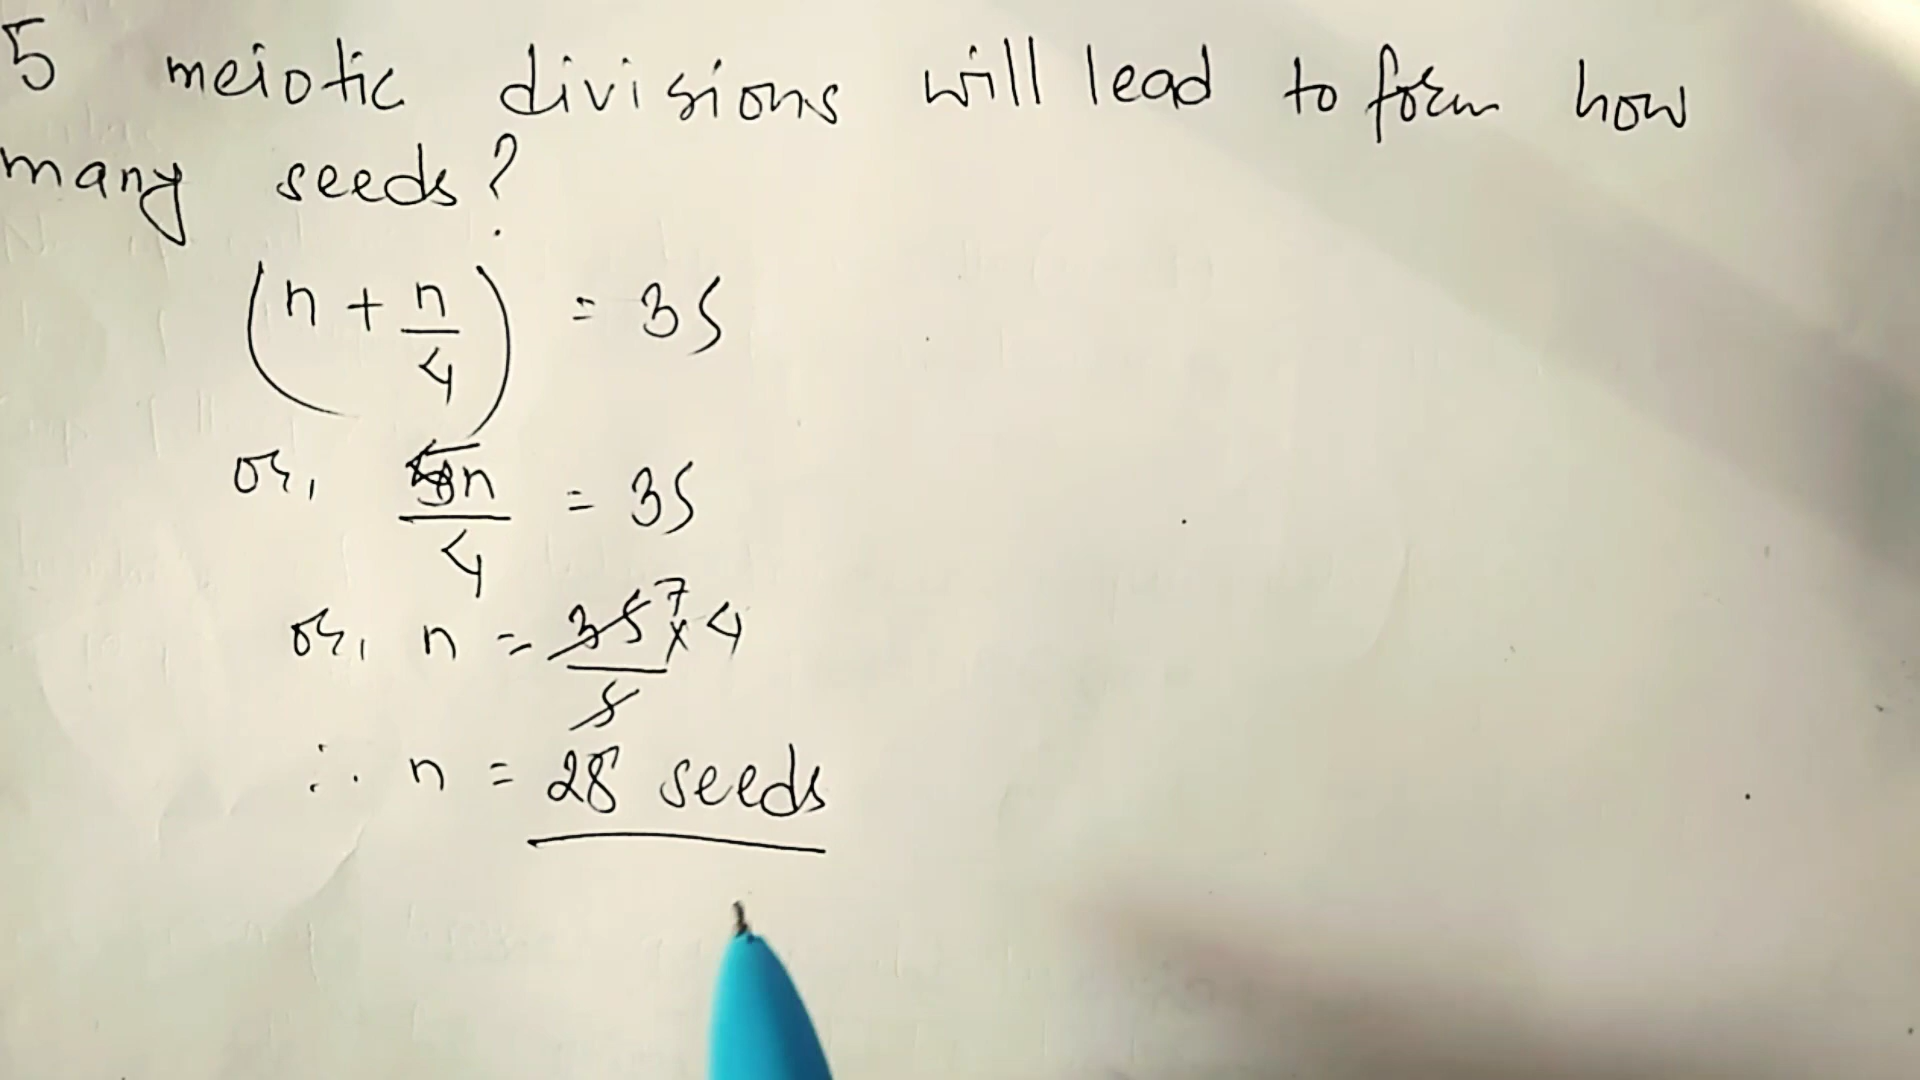 5 meiotic divisions will lead to form how
many seeds?
(n + n/4) = 35
or, 5n/4 = 35
or, n = 35 7 x 4 / 5
∴ n = 28 seeds